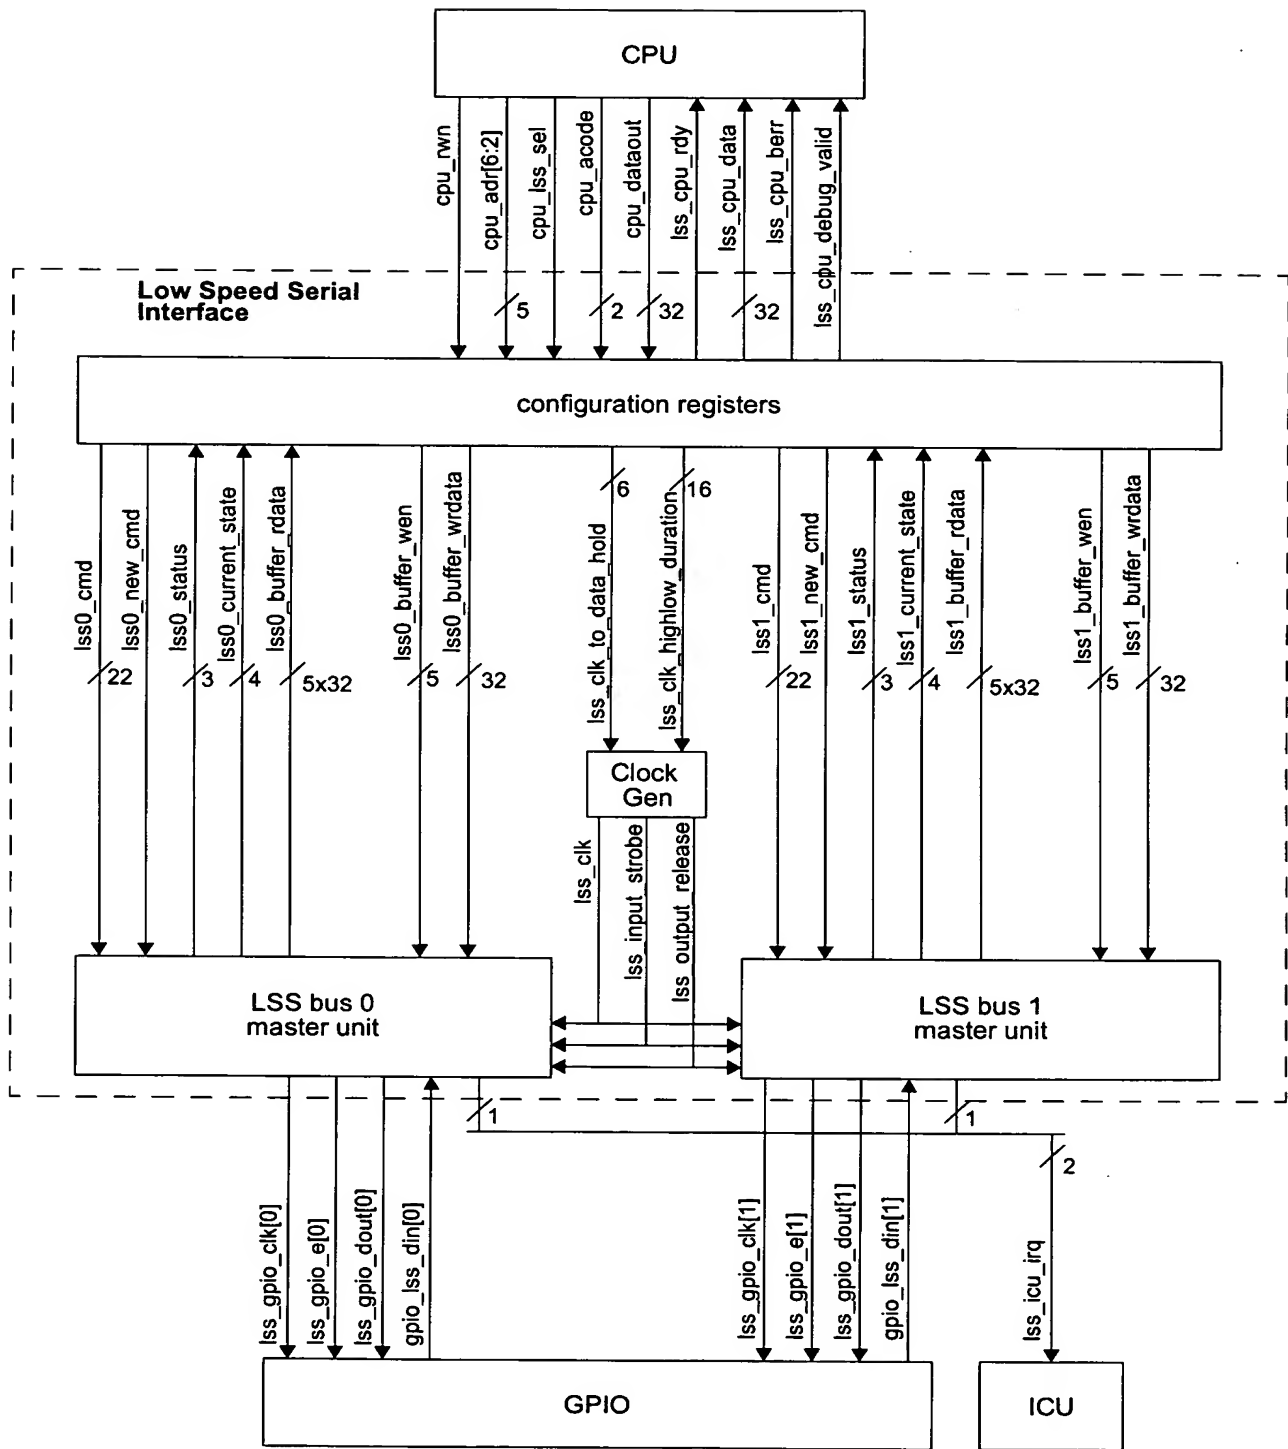 CPU
cpu_rwn
cpu_adr[6:2]
cpu_lss_sel
cpu_acode
cpu_dataout
lss_cpu_rdy
lss_cpu_data
lss_cpu_berr
lss_cpu_debug_valid
Low Speed Serial
Interface
5
2
32
32
configuration registers
lss0_cmd
lss0_new_cmd
lss0_status
lss0_current_state
lss0_buffer_rdata
lss0_buffer_wen
lss0_buffer_wrdata
lss_clk_to_data_hold
lss_clk_highlow_duration
lss1_cmd
lss1_new_cmd
lss1_status
lss1_current_state
lss1_buffer_rdata
lss1_buffer_wen
lss1_buffer_wrdata
6
16
22
3
4
5x32
5
32
22
3
4
5x32
5
32
Clock
Gen
lss_clk
lss_input_strobe
lss_output_release
LSS bus 0
master unit
LSS bus 1
master unit
1
1
2
lss_gpio_clk[0]
lss_gpio_e[0]
lss_gpio_dout[0]
gpio_lss_din[0]
lss_gpio_clk[1]
lss_gpio_e[1]
lss_gpio_dout[1]
gpio_lss_din[1]
lss_icu_irq
GPIO
ICU